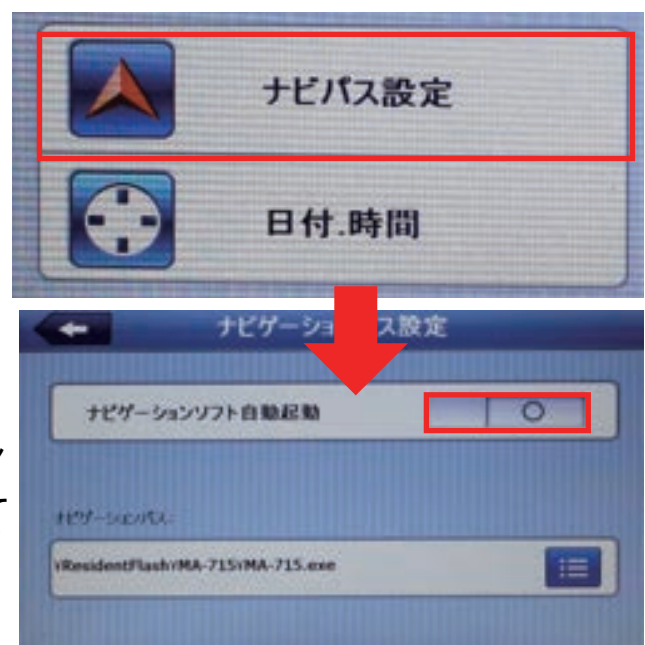 ナビパス設定
日付.時間
ナビゲーショ ス設定
ナビゲーションソフト自動起動
て
ナビゲーションパス:
¥ResidentFlash¥MA-715¥MA-715.exe